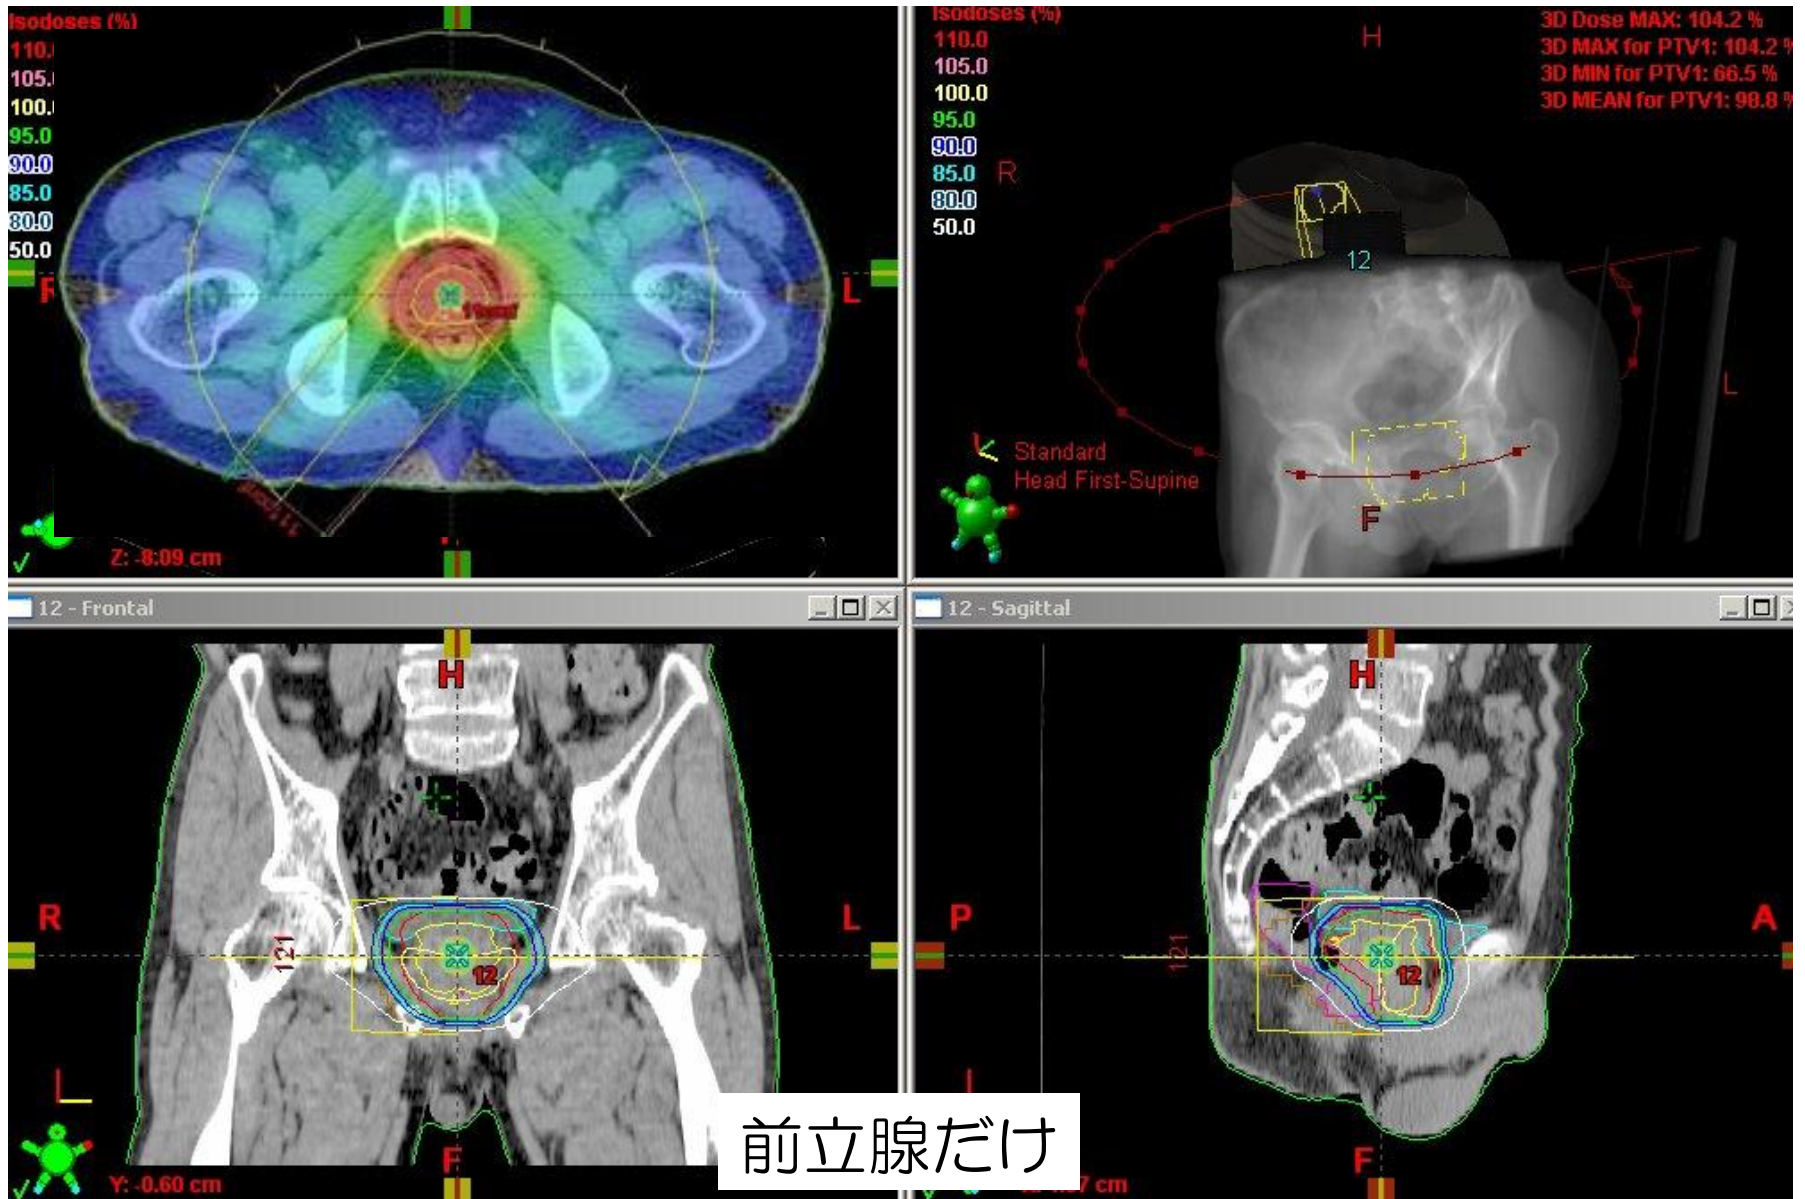 Isodoses (%)
110.
105.
100.
95.0
90.0
85.0
80.0
50.0
R
L
Z: -8.09 cm
Isodoses (%)
110.0
105.0
100.0
95.0
90.0
85.0
80.0
50.0
3D Dose MAX: 104.2 %
3D MAX for PTV1: 104.2 %
3D MIN for PTV1: 66.5 %
3D MEAN for PTV1: 98.8 %
H
R
12
L
Standard
Head First-Supine
F
12 - Frontal
H
R
L
121
12
F
Y: -0.60 cm
12 - Sagittal
H
P
A
121
12
F
cm
前立腺だけ